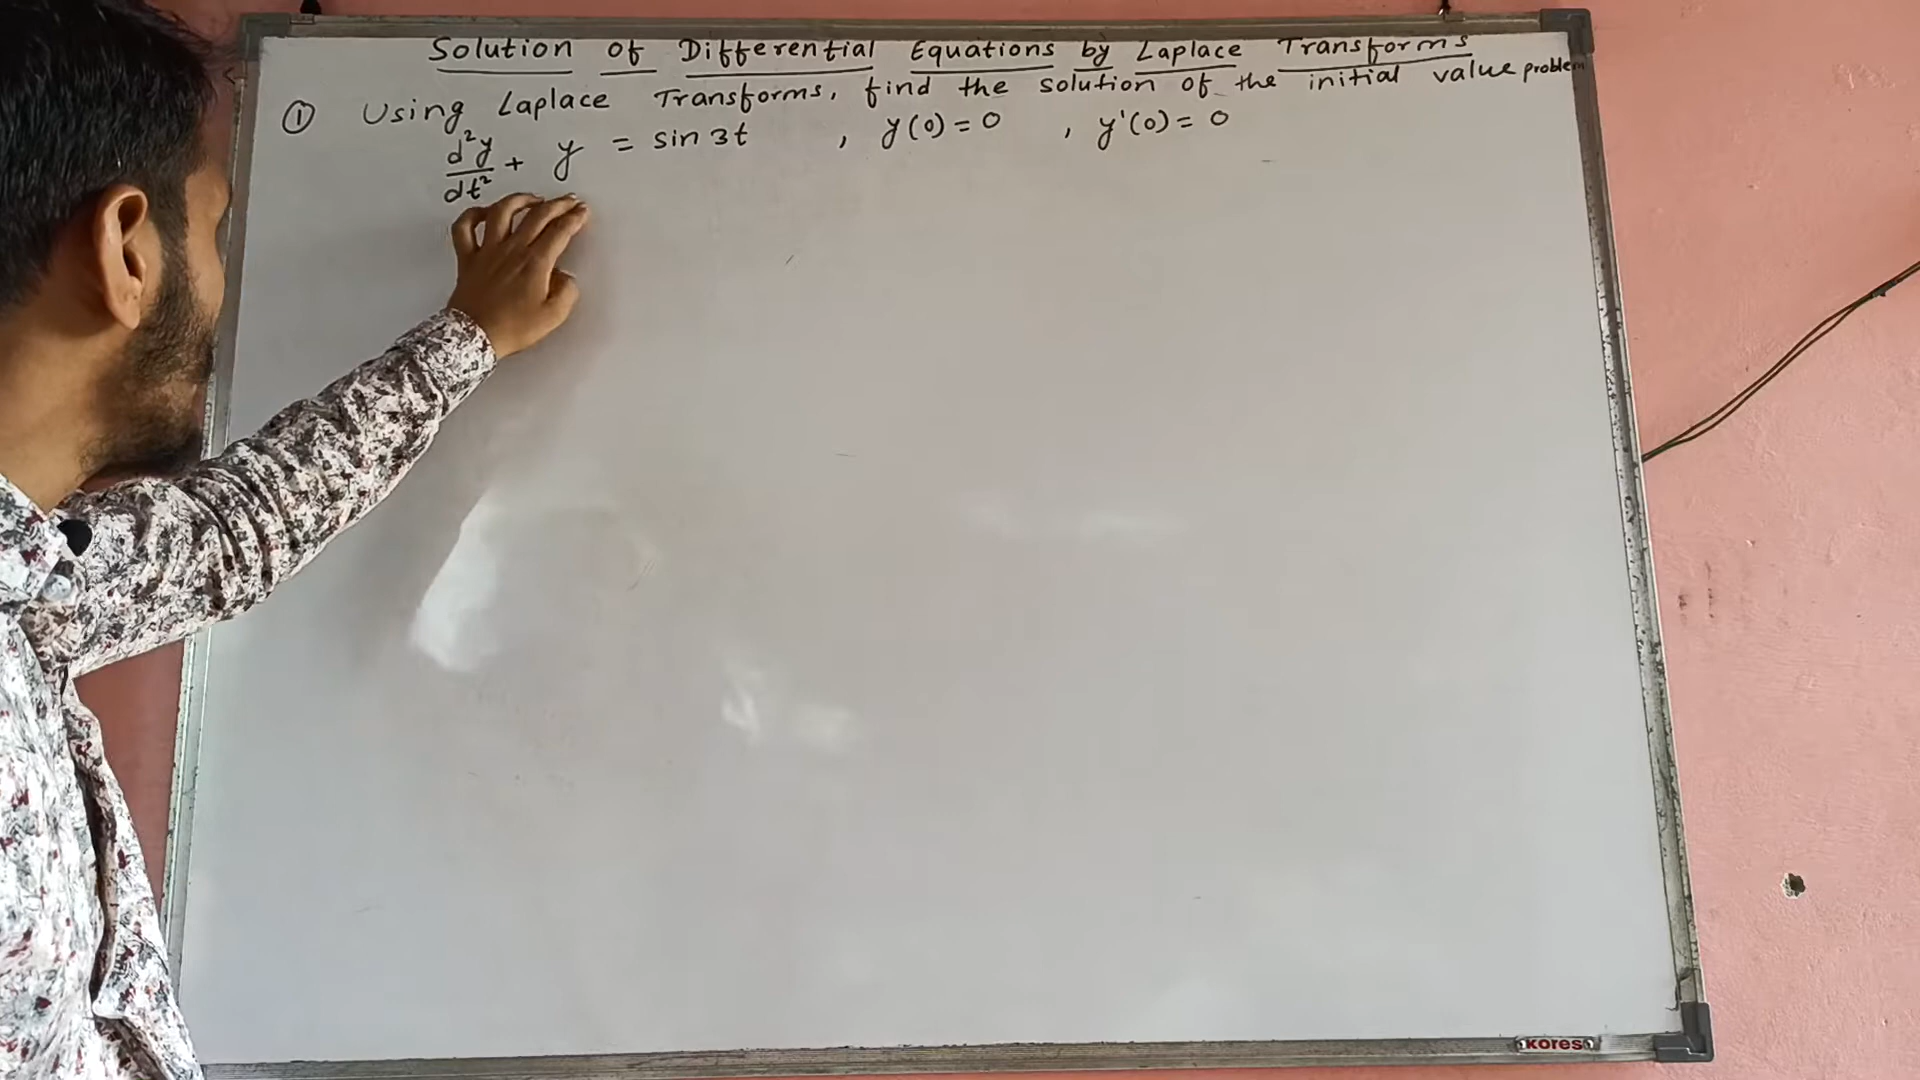 Solution of Differential Equations by Laplace Transforms
① Using Laplace Transforms, find the solution of the initial value problem
d²y/dt² + y = sin 3t , y(0) = 0 , y'(0) = 0
kores